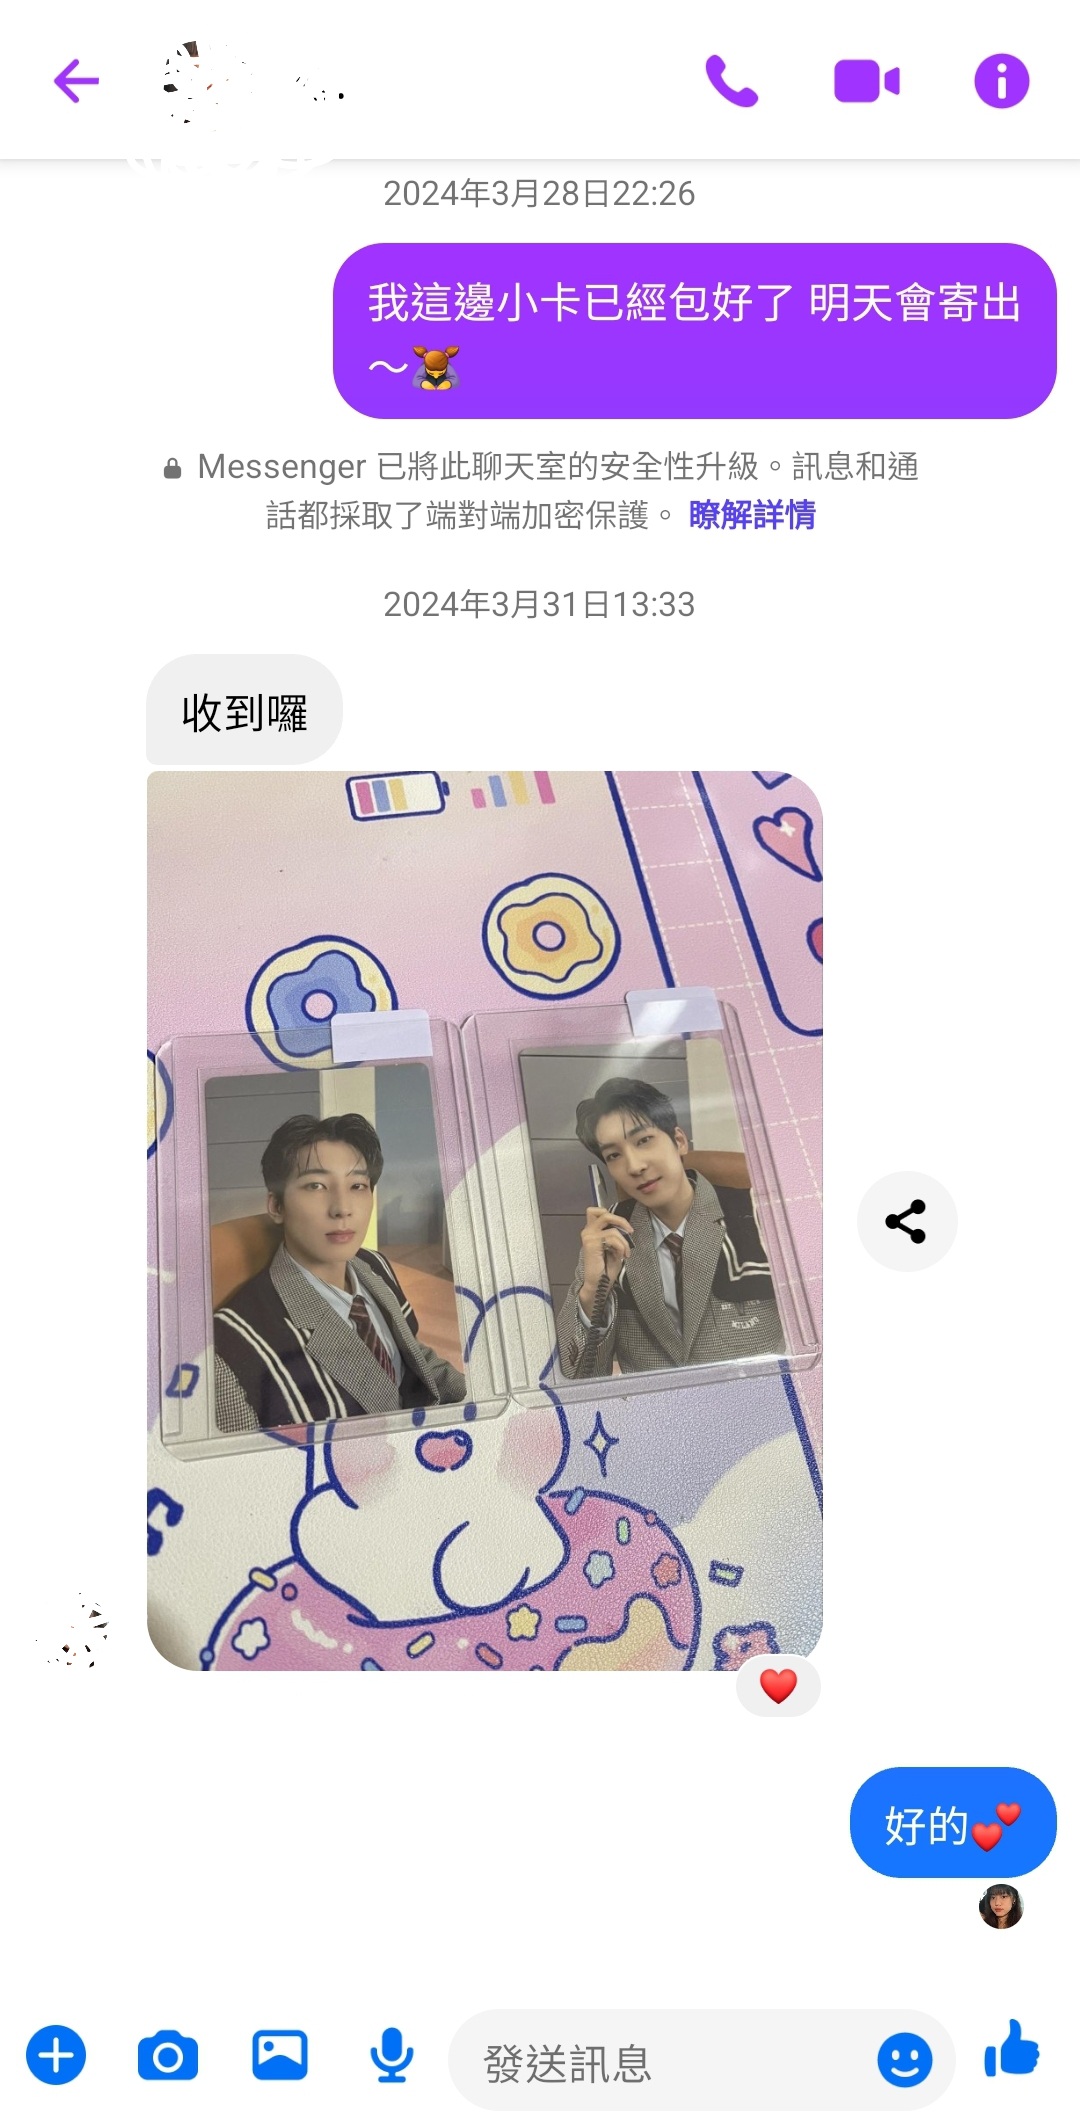 2024年3月28日22:26
我這邊小卡已經包好了 明天會寄出
～
Messenger 已將此聊天室的安全性升級。訊息和通
話都採取了端對端加密保護。瞭解詳情
2024年3月31日13:33
收到囉
MILANO
好的💕
發送訊息